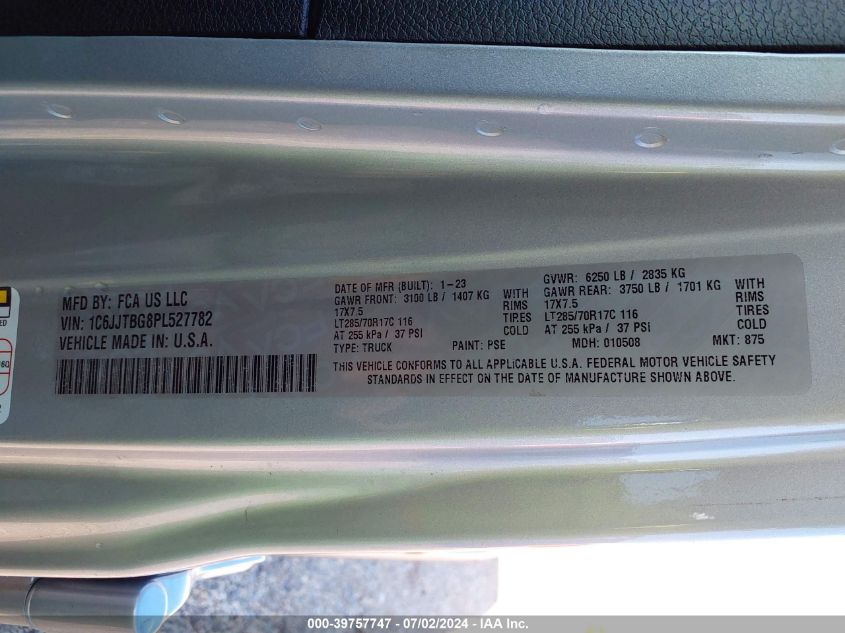 MFD BY: FCA US LLC
VIN: 1C6JJTBG8PL527782
VEHICLE MADE IN: U.S.A.
DATE OF MFR (BUILT): 1-23
GAWR FRONT: 3100 LB / 1407 KG WITH
17X7.5 RIMS
LT285/70R17C 116 TIRES
AT 255 kPa / 37 PSI COLD
TYPE: TRUCK PAINT: PSE
GVWR: 6250 LB / 2835 KG
GAWR REAR: 3750 LB / 1701 KG WITH
17X7.5 RIMS
LT285/70R17C 116 TIRES
AT 255 kPa / 37 PSI COLD
MDH: 010508 MKT: 875
THIS VEHICLE CONFORMS TO ALL APPLICABLE U.S.A. FEDERAL MOTOR VEHICLE SAFETY
STANDARDS IN EFFECT ON THE DATE OF MANUFACTURE SHOWN ABOVE.
000-39757747 - 07/02/2024 - IAAI.COM.